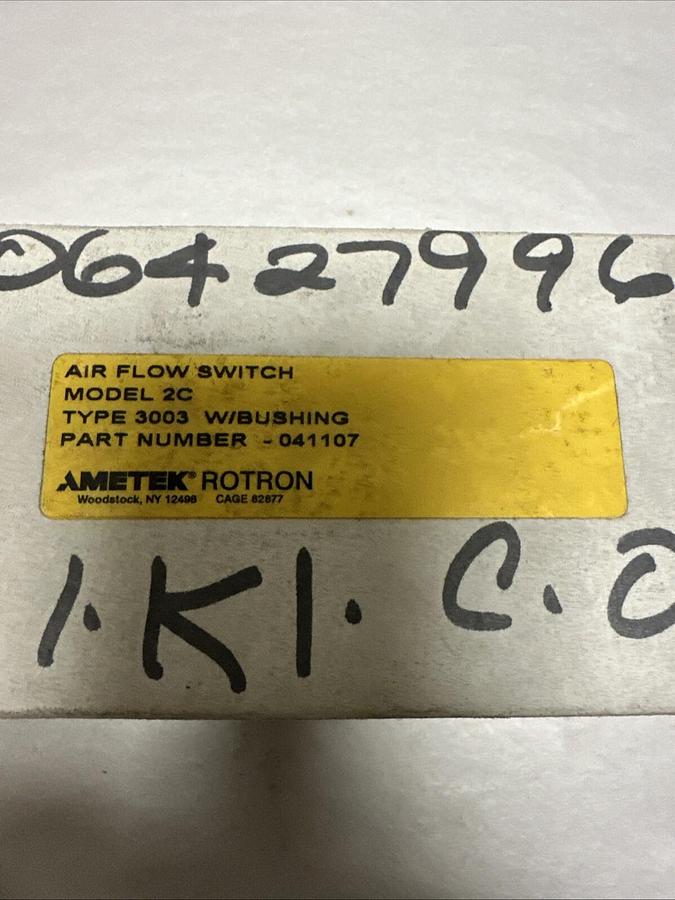 06427996
AIR FLOW SWITCH
MODEL 2C
TYPE 3003 W/BUSHING
PART NUMBER - 041107
AMETEK® ROTRON
Woodstock, NY 12498 CAGE 82877
1.K1. C.O